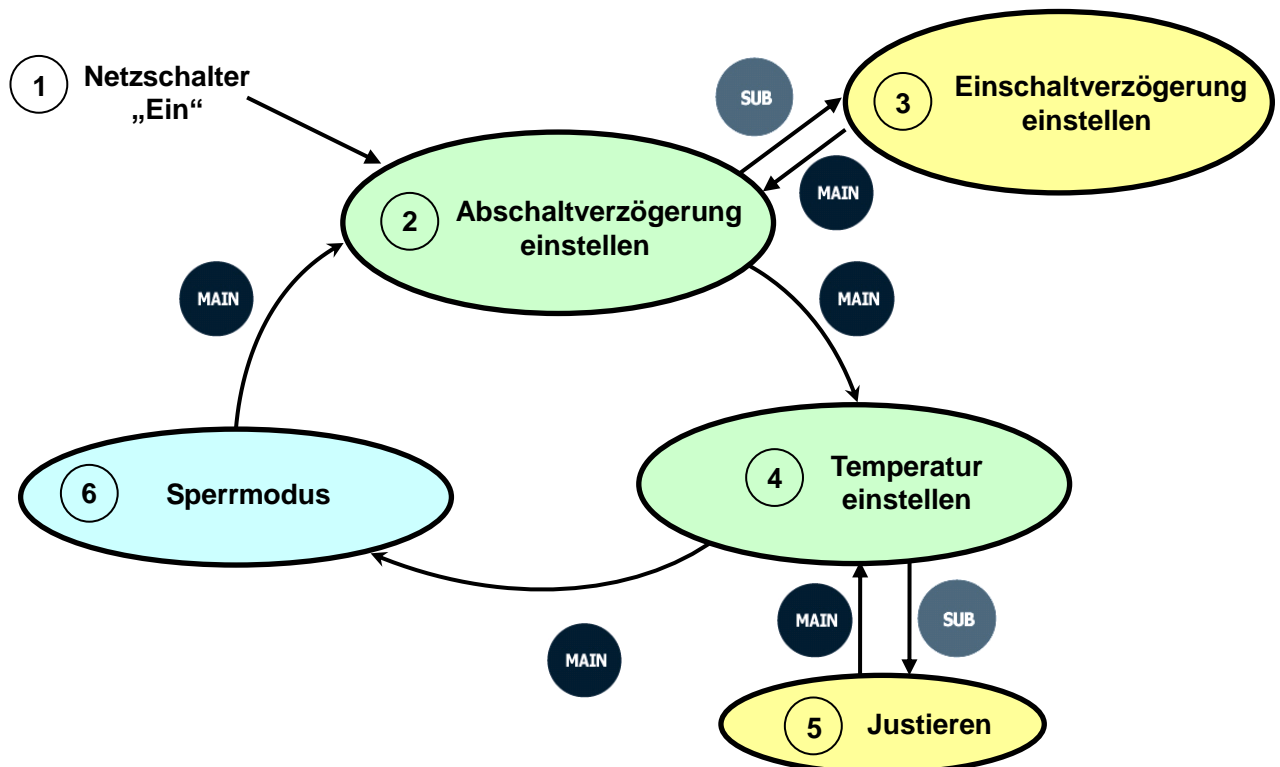 1
Netzschalter
„Ein“
SUB
3
Einschaltverzögerung
einstellen
MAIN
2
Abschaltverzögerung
einstellen
MAIN
MAIN
4
Temperatur
einstellen
6
Sperrmodus
MAIN
MAIN
SUB
5
Justieren